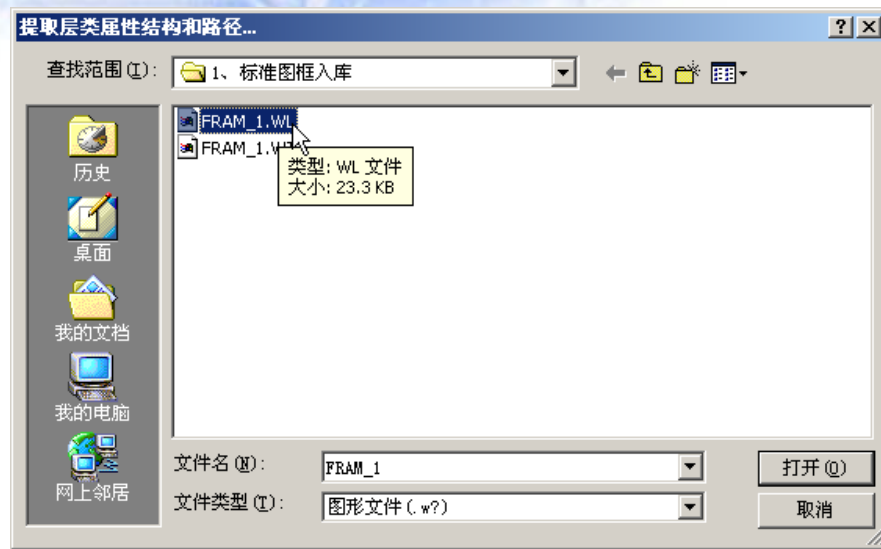 提取层类属性结构和路径...
查找范围(I):
1、标准图框入库
FRAM_1.WL
FRAM_1.W
类型: WL 文件
大小: 23.3 KB
历史
桌面
我的文档
我的电脑
网上邻居
文件名(N):
FRAM_1
打开(O)
文件类型(T):
图形文件(.w?)
取消